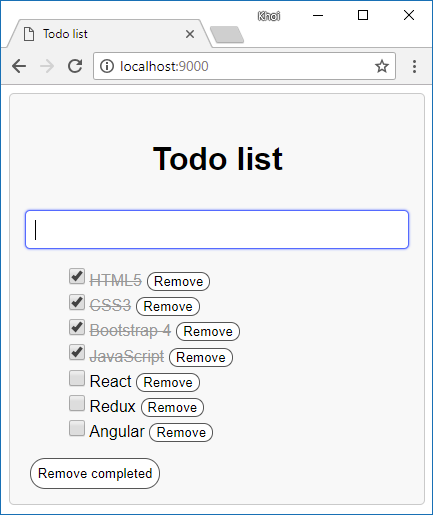 Khoi
Todo list
localhost:9000
Todo list
HTML5 Remove
CSS3 Remove
Bootstrap 4 Remove
JavaScript Remove
React Remove
Redux Remove
Angular Remove
Remove completed